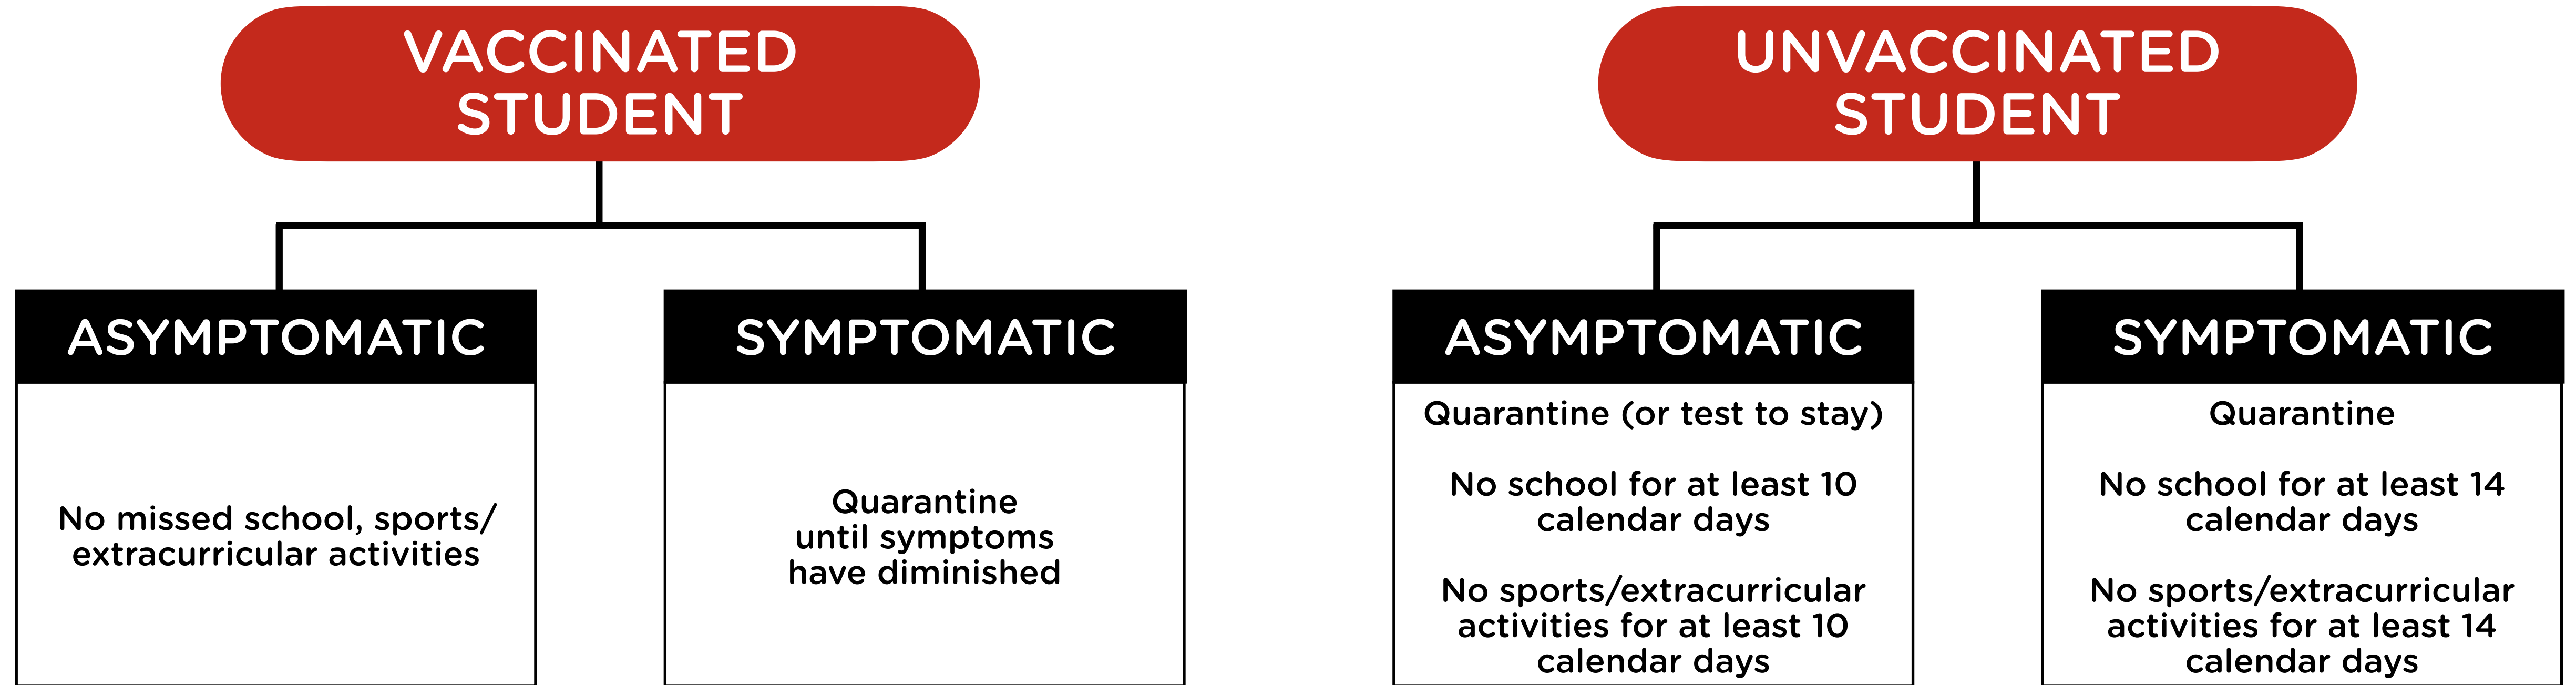 VACCINATED
STUDENT
ASYMPTOMATIC
No missed school, sports/
extracurricular activities
SYMPTOMATIC
Quarantine
until symptoms
have diminished
UNVACCINATED
STUDENT
ASYMPTOMATIC
Quarantine (or test to stay)
No school for at least 10
calendar days
No sports/extracurricular
activities for at least 10
calendar days
SYMPTOMATIC
Quarantine
No school for at least 14
calendar days
No sports/extracurricular
activities for at least 14
calendar days